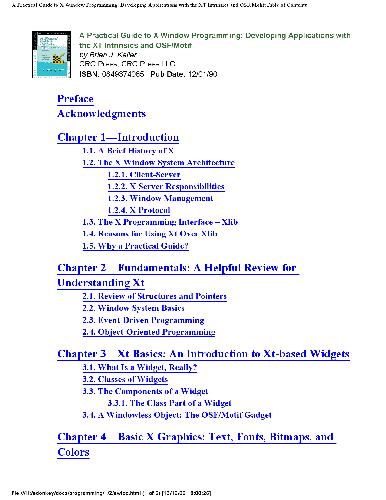 A Practical Guide to X Window Programming: Developing Applications with the XT Intrinsics and OSF/Motif:Table of Contents
A Practical Guide to X Window Programming: Developing Applications with
the XT Intrinsics and OSF/Motif
by Brian J. Keller
CRC Press, CRC Press LLC
ISBN: 0849374065 Pub Date: 12/01/90
Preface
Acknowledgments
Chapter 1—Introduction
1.1. A Brief History of X
1.2. The X Window System Architecture
1.2.1. Client-Server
1.2.2. X Server Responsibilities
1.2.3. Window Management
1.2.4. X Protocol
1.3. The X Programming Interface – Xlib
1.4. Reasons for Using Xt Over Xlib
1.5. Why a Practical Guide?
Chapter 2—Fundamentals: A Helpful Review for
Understanding Xt
2.1. Review of Structures and Pointers
2.2. Window System Basics
2.3. Event-Driven Programming
2.4. Object-Oriented Programming
Chapter 3—Xt Basics: An Introduction to Xt-based Widgets
3.1. What Is a Widget, Really?
3.2. Classes of Widgets
3.3. The Components of a Widget
3.3.1. The Class Part of a Widget
3.4. A Windowless Object: The OSF/Motif Gadget
Chapter 4—Basic X Graphics: Text, Fonts, Bitmaps, and
Colors